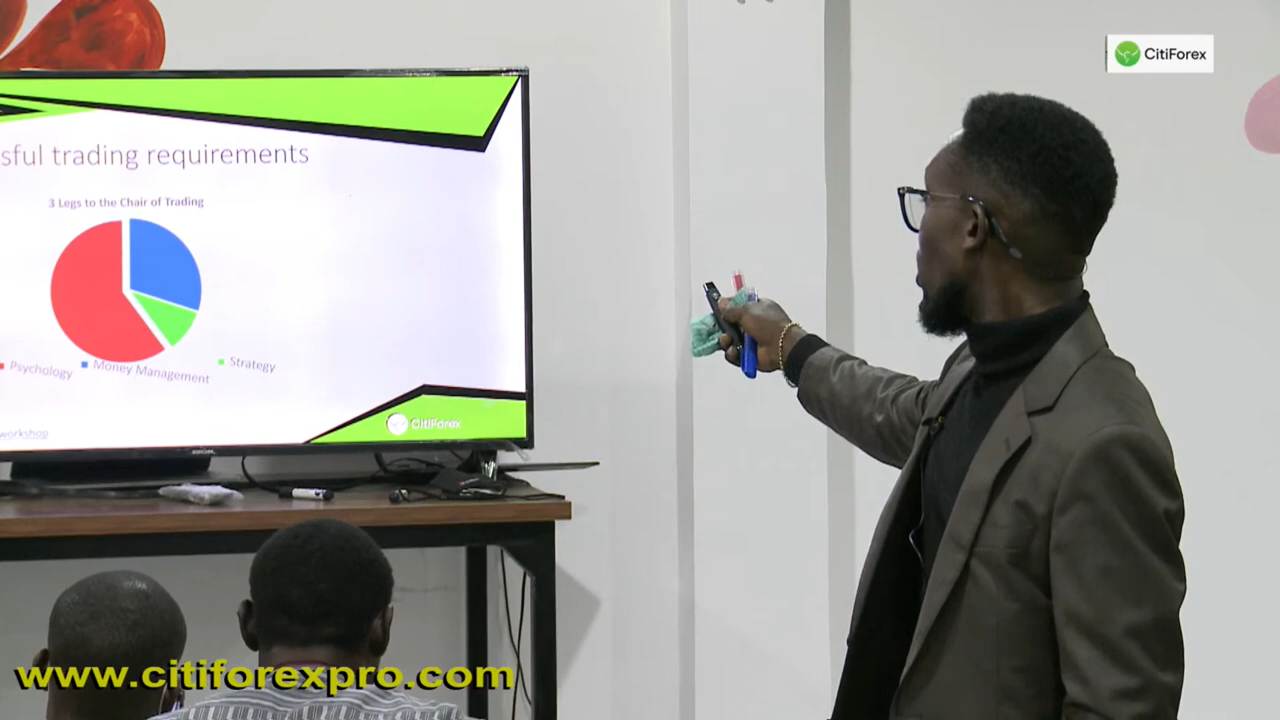 CitiForex
sful trading requirements
3 Legs to the Chair of Trading
Psychology
Money Management
Strategy
workshop
CitiForex
www.citiforexpro.com